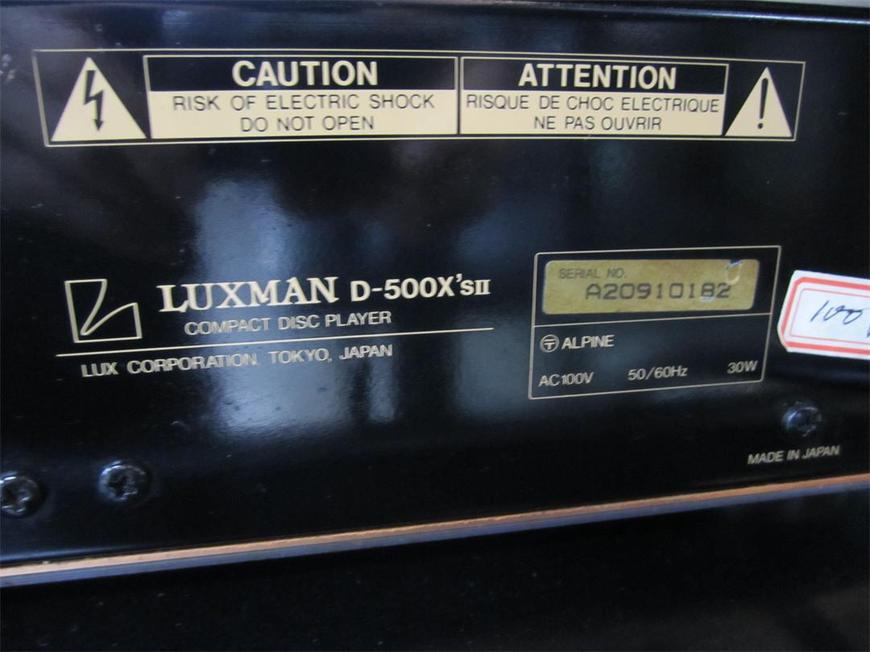 CAUTION
RISK OF ELECTRIC SHOCK
DO NOT OPEN
ATTENTION
RISQUE DE CHOC ELECTRIQUE
NE PAS OUVRIR
LUXMAN D-500X'sII
COMPACT DISC PLAYER
LUX CORPORATION, TOKYO, JAPAN
SERIAL NO.
A20910182
ALPINE
AC100V 50/60Hz 30W
100
MADE IN JAPAN